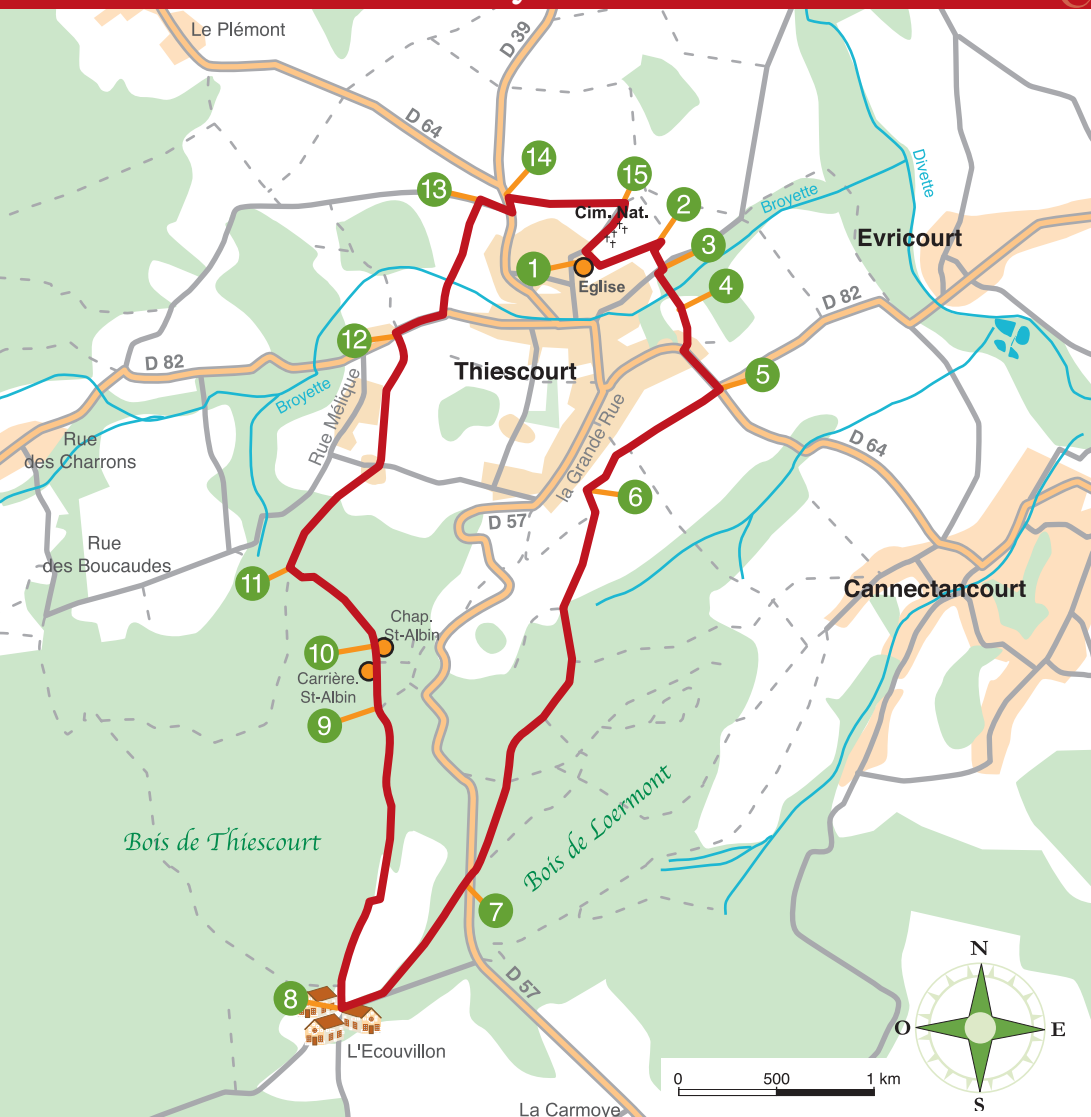 Le Plémont
D 39
D 64
14
13
15
Cim. Nat.
2
Broyette
Divette
Evricourt
1
3
Eglise
4
D 82
12
D 82
Thiescourt
5
Broyette
Rue Mélique
la Grande Rue
D 64
Rue
des Charrons
6
D 57
Rue
des Boucaudes
11
Cannectancourt
Chap.
St-Albin
10
Carrière.
St-Albin
9
Bois de Thiescourt
Bois de Loermont
7
8
D 57
L'Ecouvillon
La Carmoye
N
O
E
S
0
500
1 km